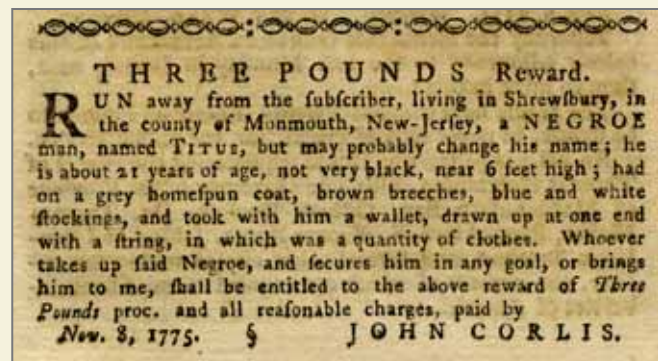 THREE POUNDS Reward.
RUN away from the ſubſcriber, living in Shrewſbury, in
the county of Monmouth, New-Jerſey, a NEGROE
man, named TITUS, but may probably change his name; he
is about 21 years of age, not very black, near 6 feet high; had
on a grey homeſpun coat, brown breeches, blue and white
ſtockings, and took with him a wallet, drawn up at one end
with a ſtring, in which was a quantity of clothes. Whoever
takes up ſaid Negroe, and ſecures him in any goal, or brings
him to me, ſhall be entitled to the above reward of Three
Pounds proc. and all reaſonable charges, paid by
Nov. 8, 1775. § JOHN CORLIS.